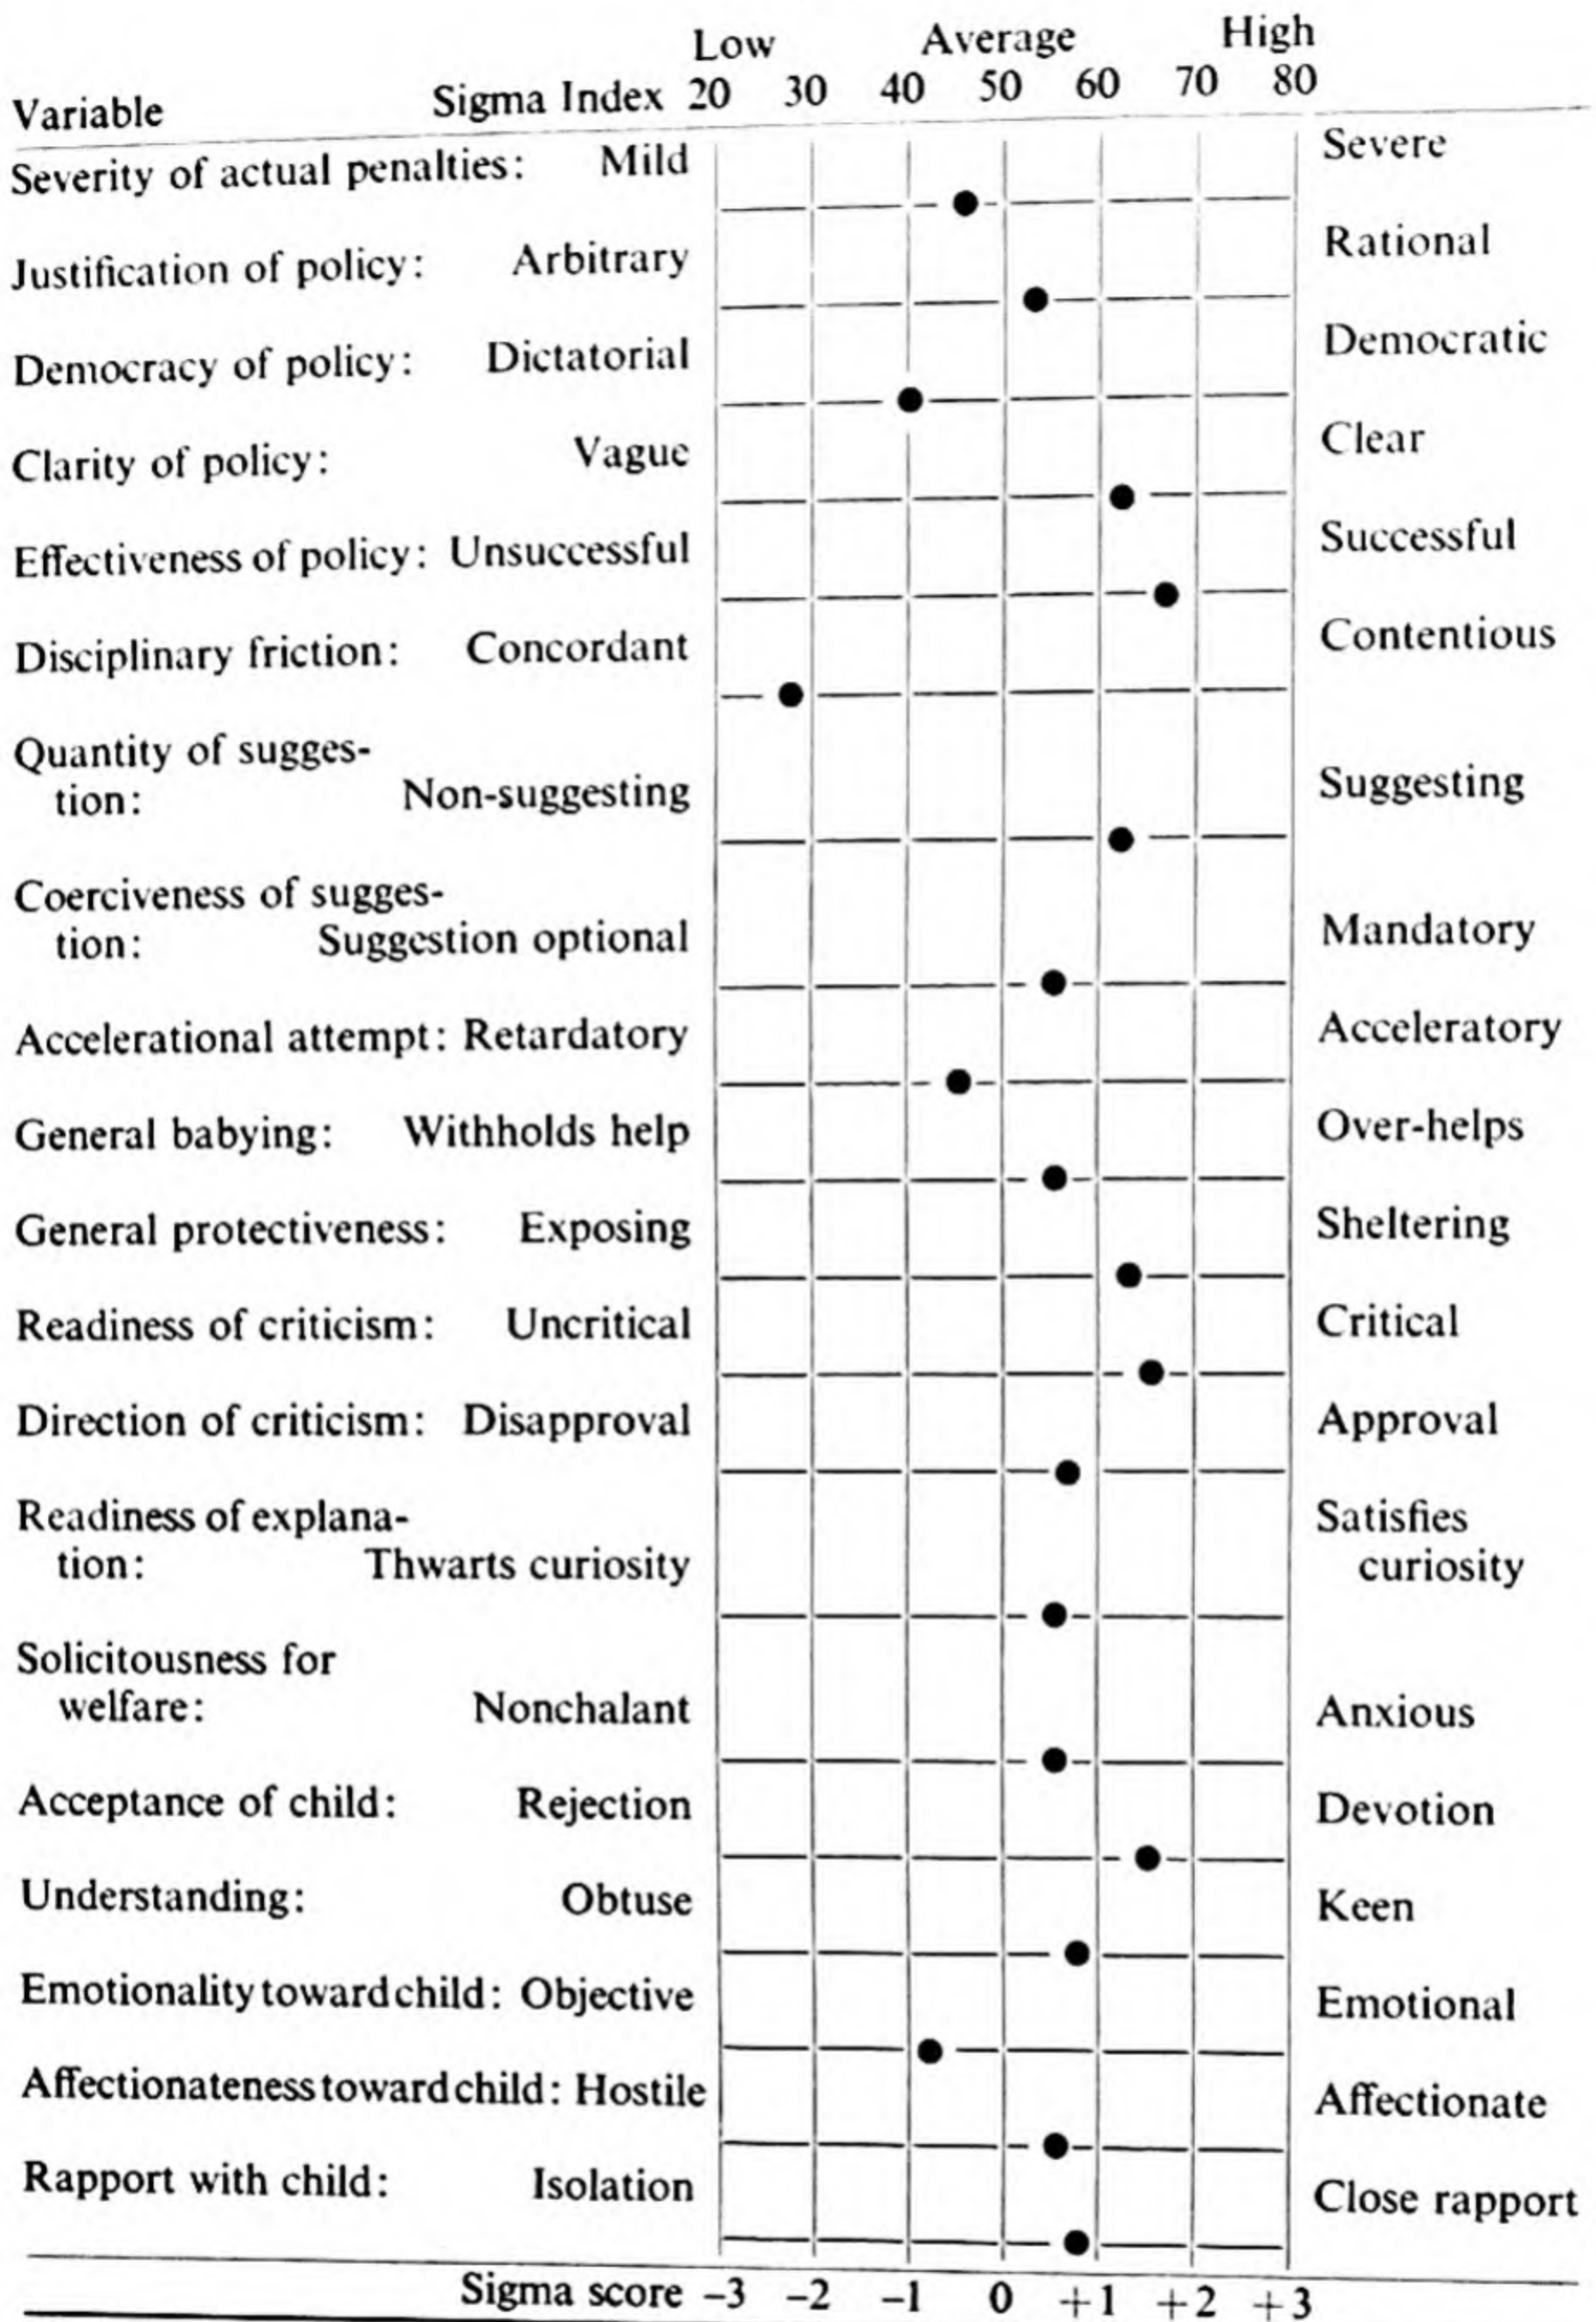 Low Average High
Variable Sigma Index 20 30 40 50 60 70 80
Severity of actual penalties: Mild Severe
Justification of policy: Arbitrary Rational
Democracy of policy: Dictatorial Democratic
Clarity of policy: Vague Clear
Effectiveness of policy: Unsuccessful Successful
Disciplinary friction: Concordant Contentious
Quantity of sugges-
tion: Non-suggesting Suggesting
Coerciveness of sugges-
tion: Suggestion optional Mandatory
Accelerational attempt: Retardatory Acceleratory
General babying: Withholds help Over-helps
General protectiveness: Exposing Sheltering
Readiness of criticism: Uncritical Critical
Direction of criticism: Disapproval Approval
Readiness of explana- Satisfies
tion: Thwarts curiosity curiosity
Solicitousness for
welfare: Nonchalant Anxious
Acceptance of child: Rejection Devotion
Understanding: Obtuse Keen
Emotionality toward child: Objective Emotional
Affectionateness toward child: Hostile Affectionate
Rapport with child: Isolation Close rapport
Sigma score –3 –2 –1 0 +1 +2 +3